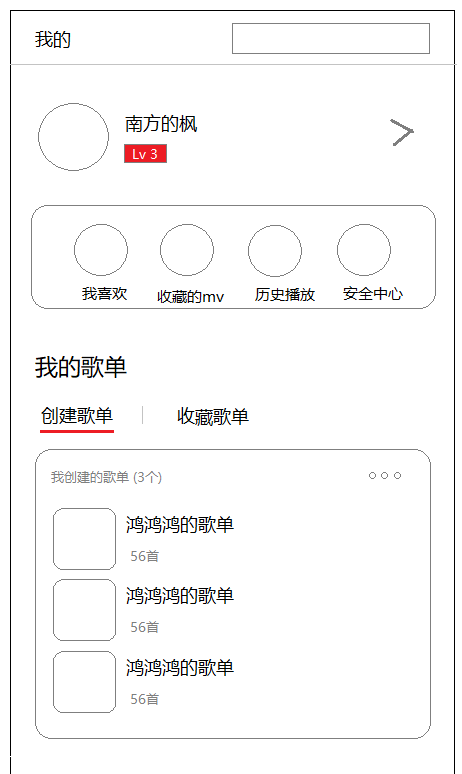 我的
南方的枫
Lv 3
我喜欢 收藏的mv 历史播放 安全中心
我的歌单
创建歌单 收藏歌单
我创建的歌单 (3个)
鸿鸿鸿的歌单
56首
鸿鸿鸿的歌单
56首
鸿鸿鸿的歌单
56首